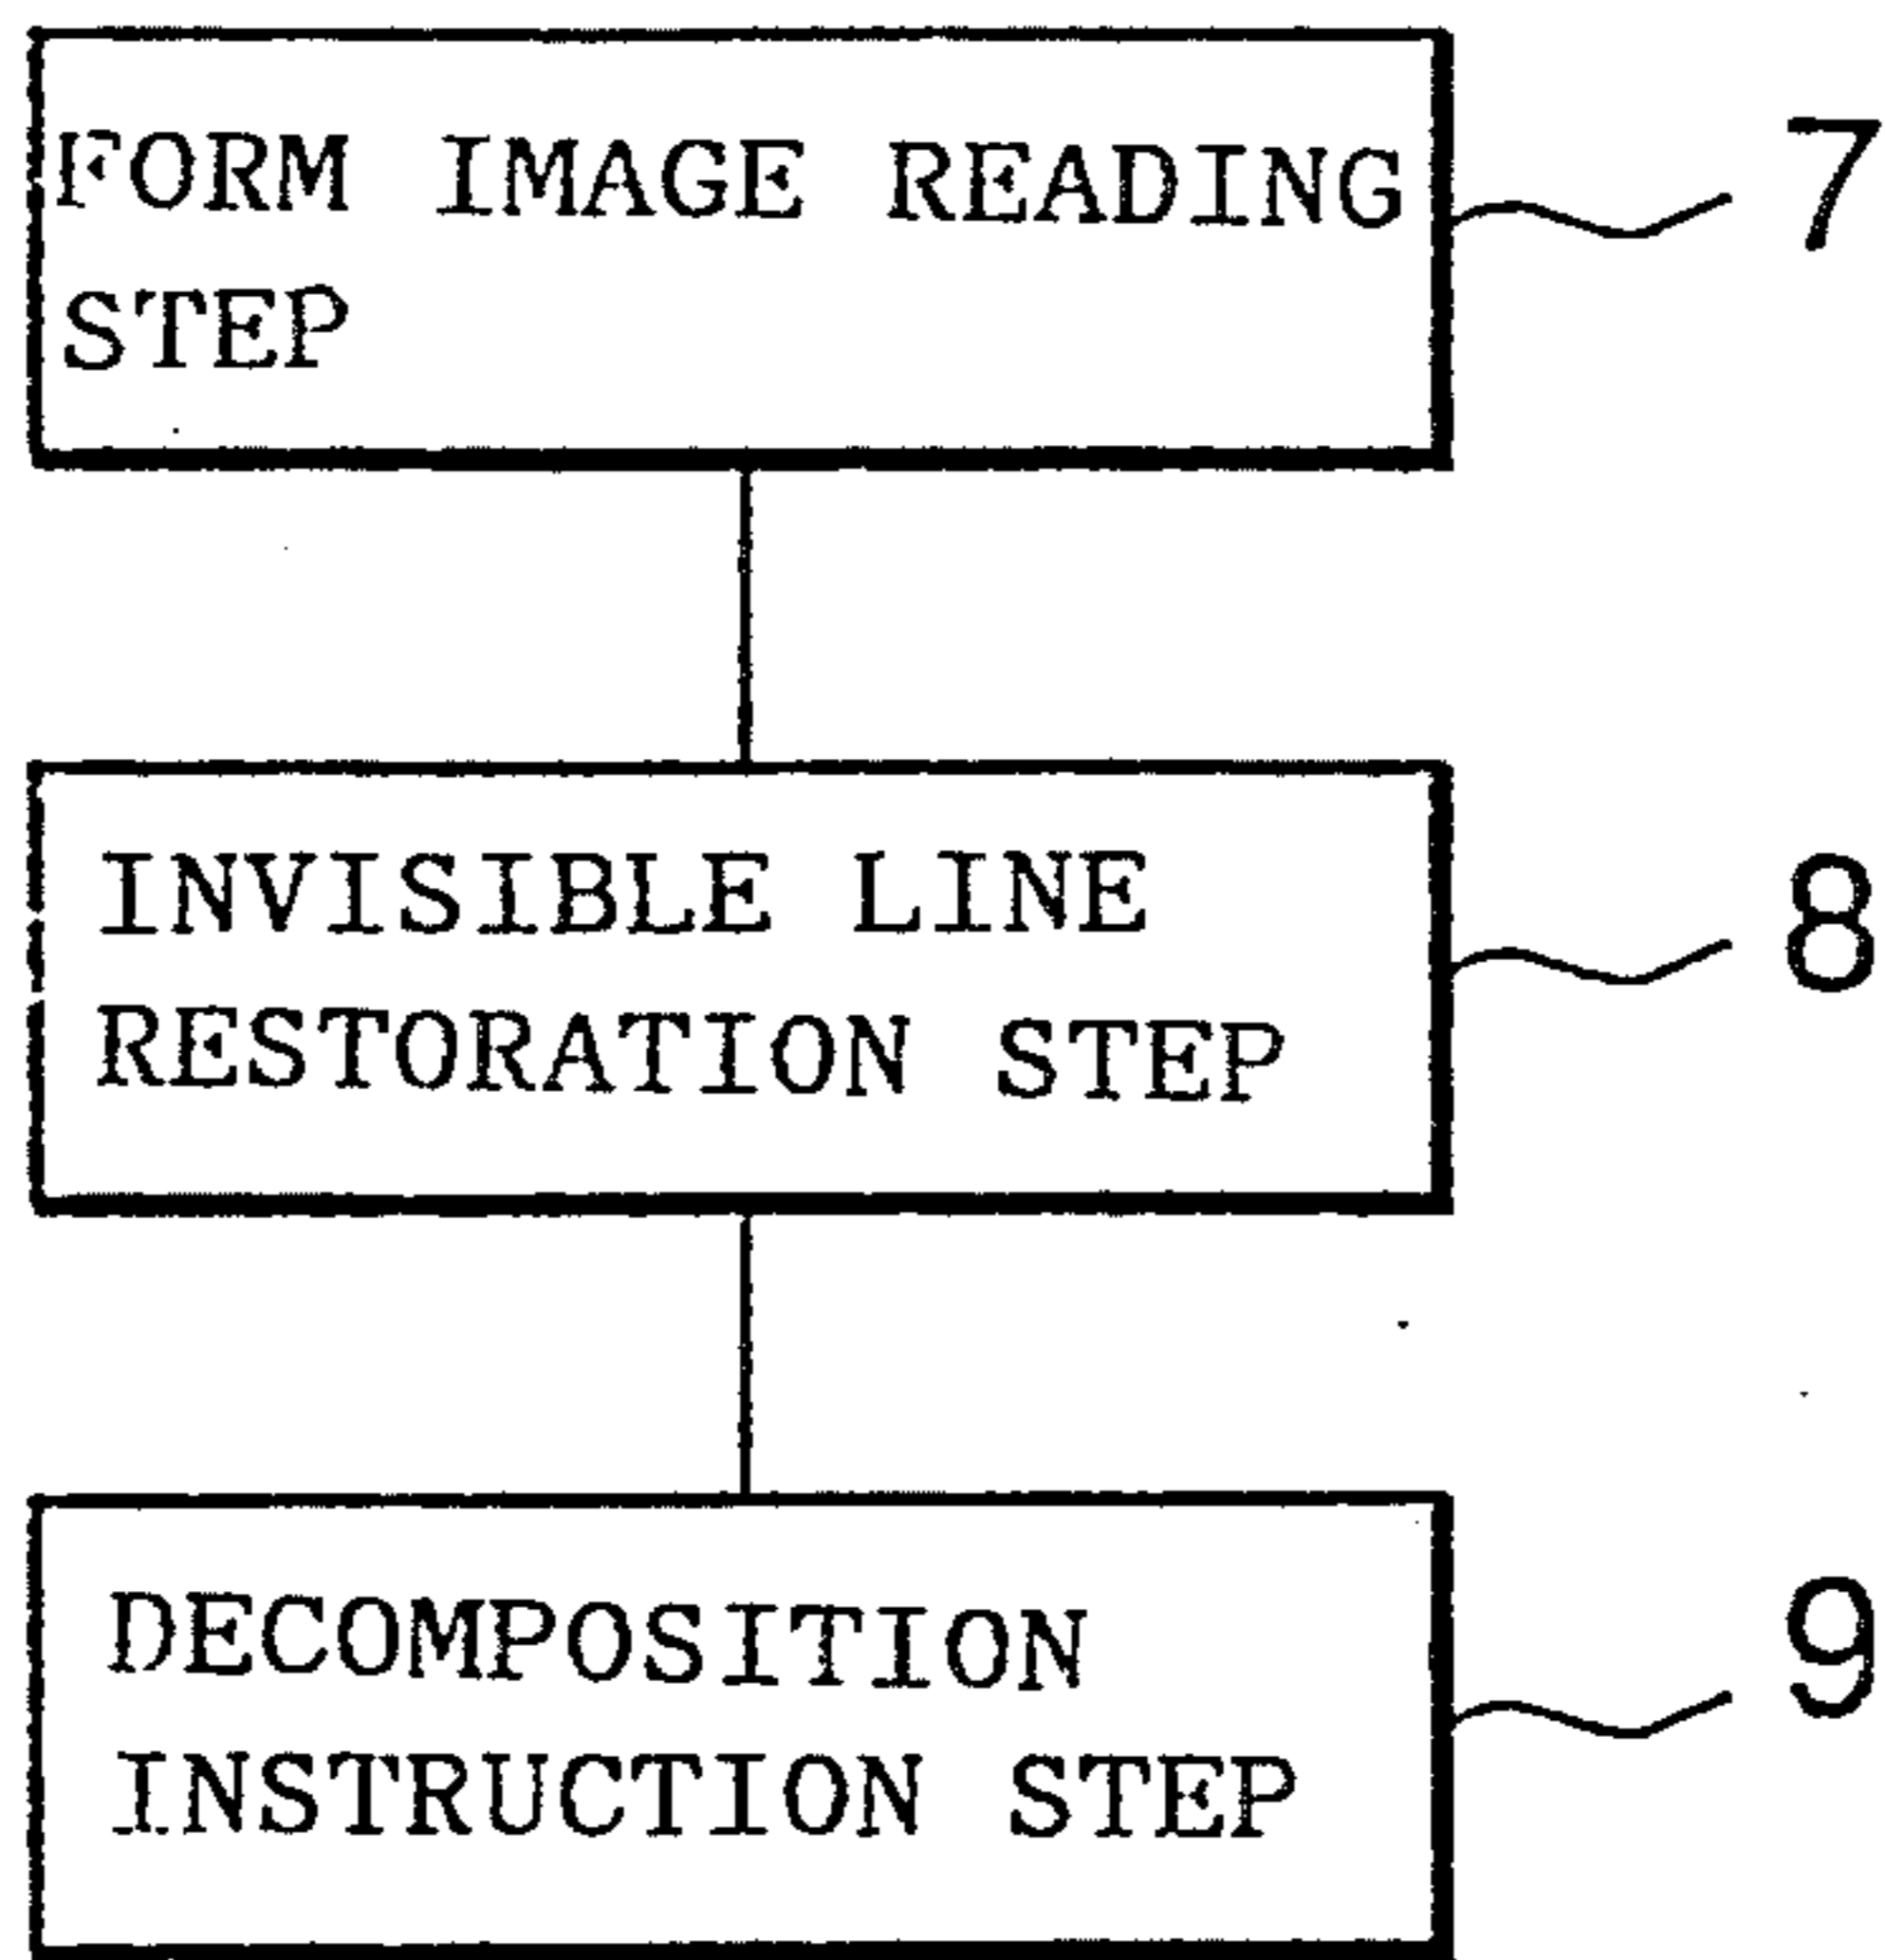 FORM IMAGE READING
STEP
7
INVISIBLE LINE
RESTORATION STEP
8
DECOMPOSITION
INSTRUCTION STEP
9